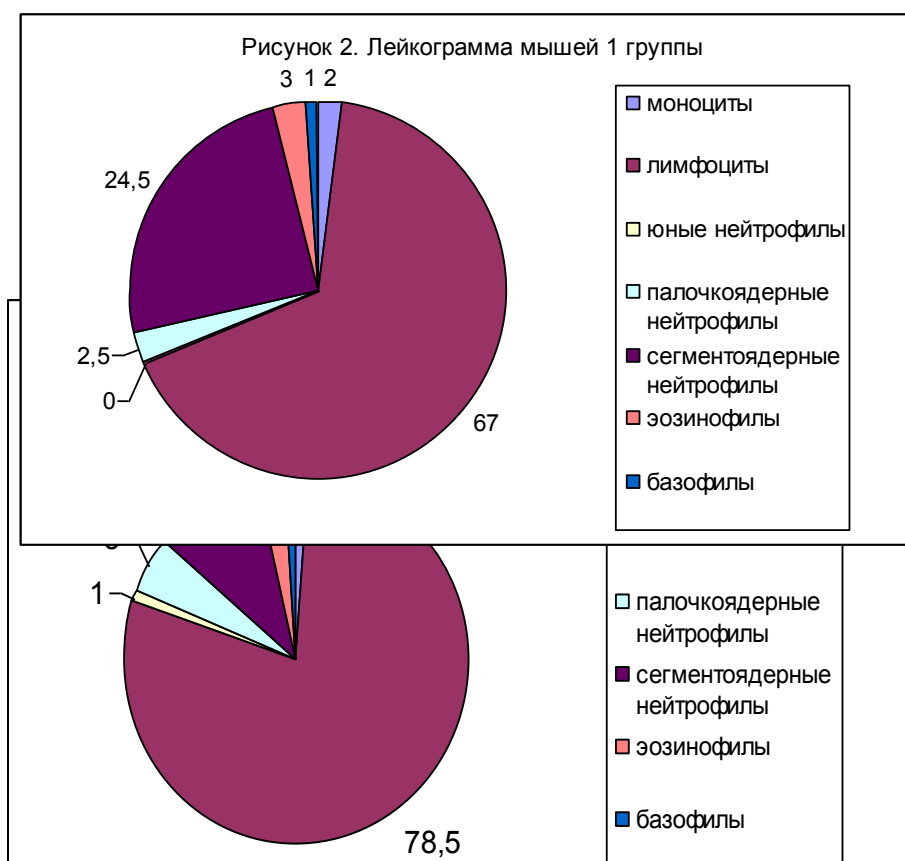 Рисунок 2. Лейкограмма мышей 1 группы
3 1 2
24,5
2,5
0
67
моноциты
лимфоциты
юные нейтрофилы
палочкоядерные
нейтрофилы
сегментоядерные
нейтрофилы
эозинофилы
базофилы
1
78,5
палочкоядерные
нейтрофилы
сегментоядерные
нейтрофилы
эозинофилы
базофилы